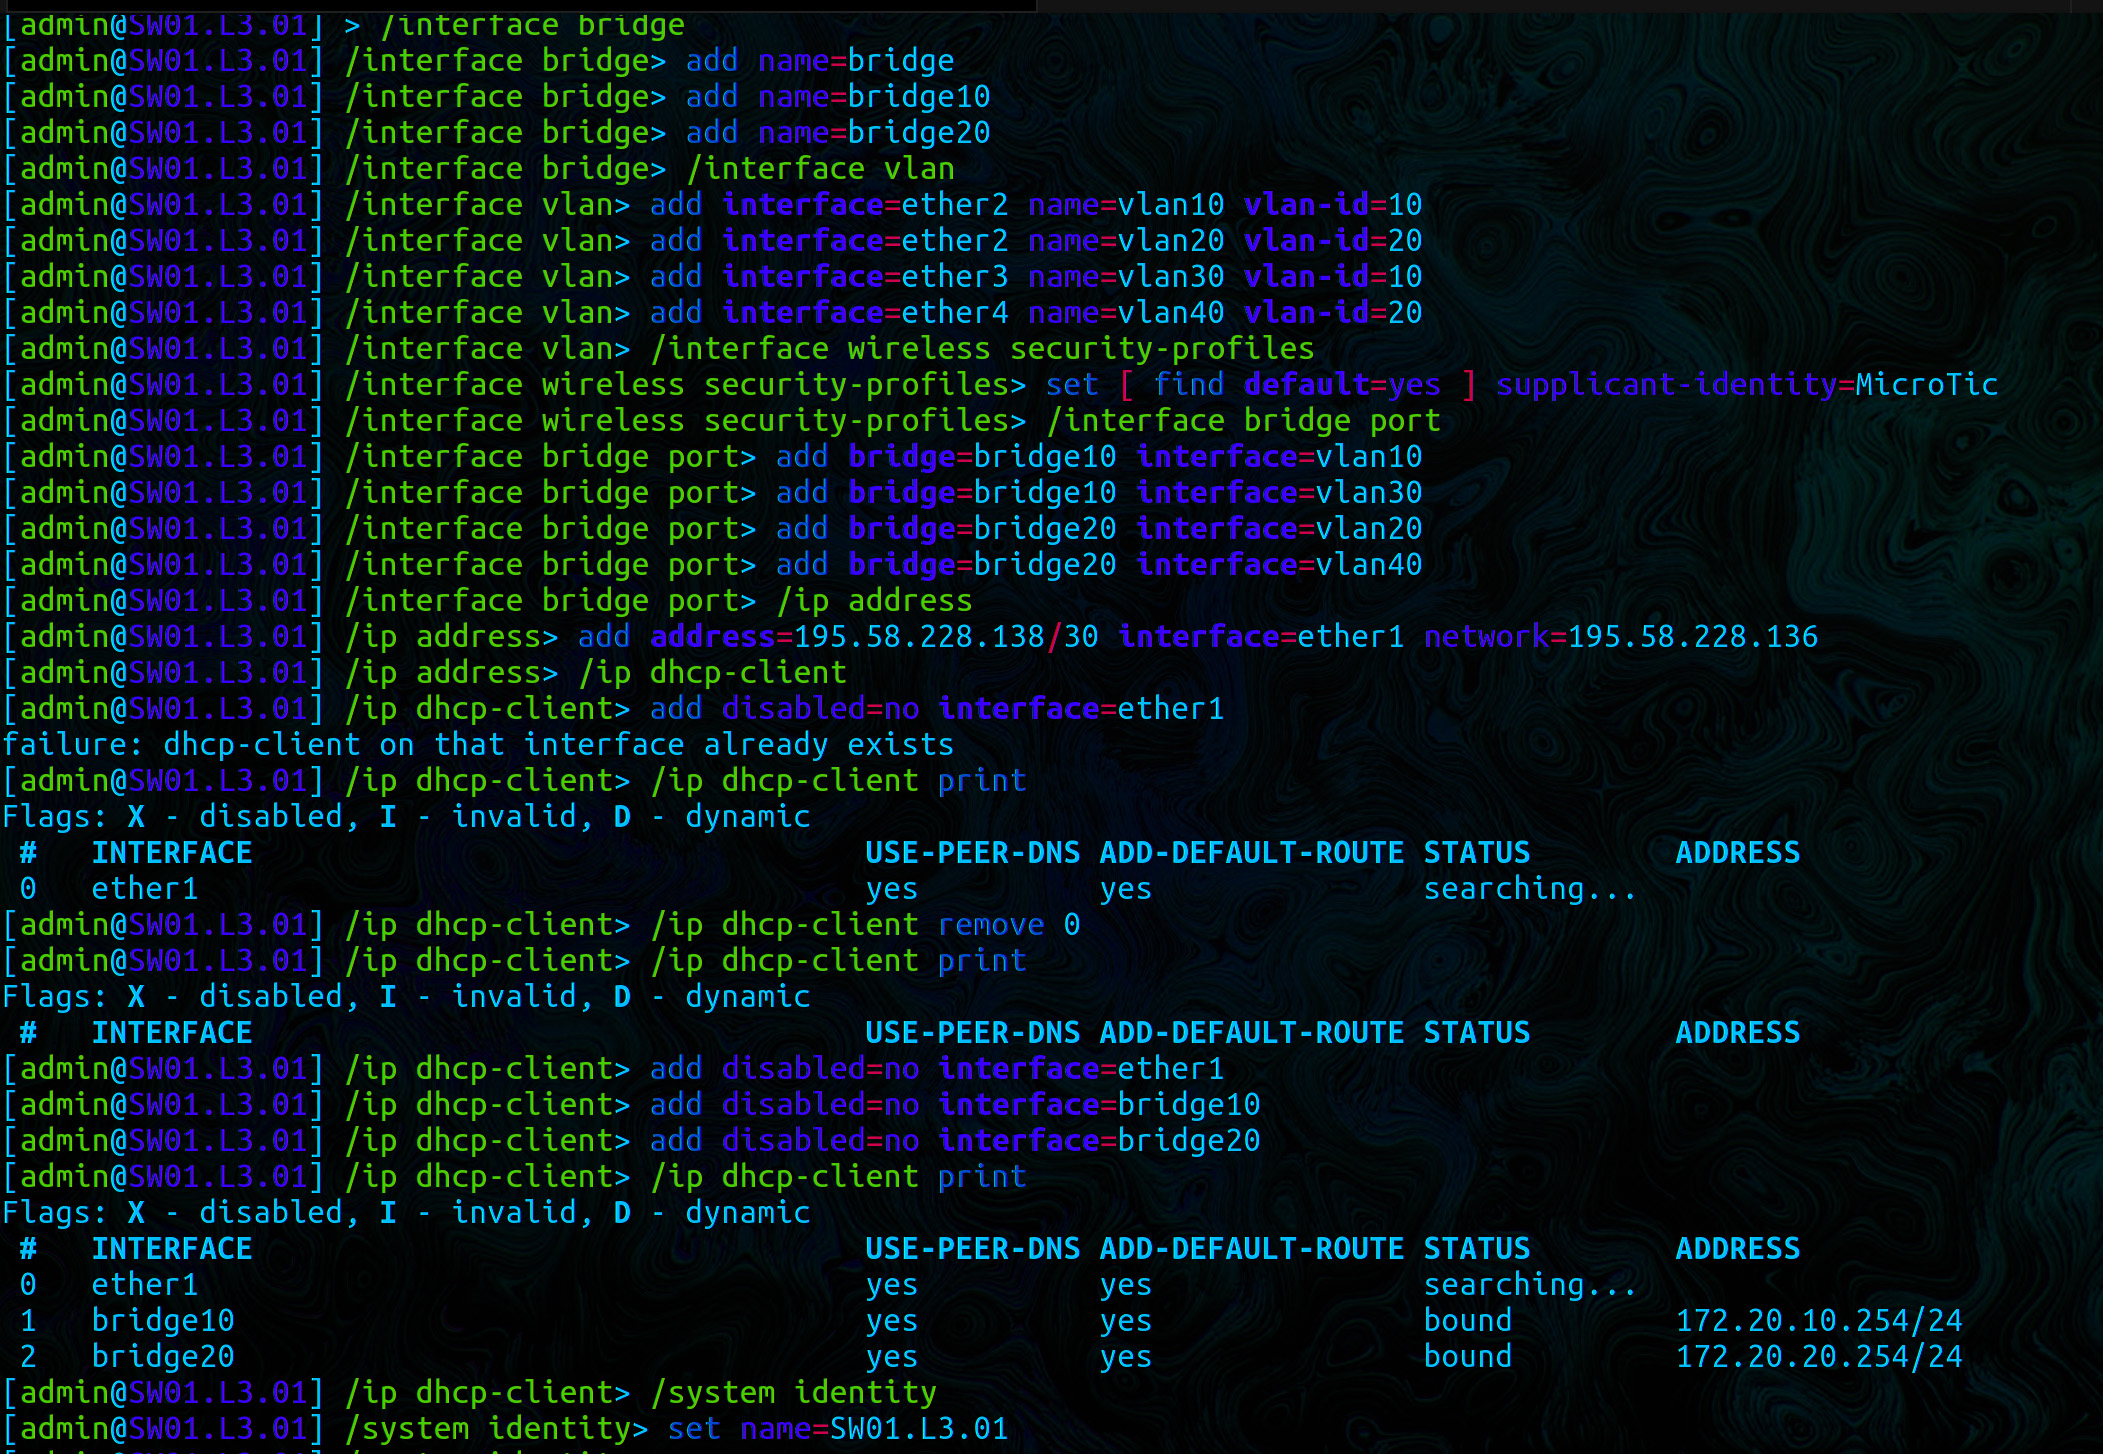 [admin@SW01.L3.01] > /interface bridge
[admin@SW01.L3.01] /interface bridge> add name=bridge
[admin@SW01.L3.01] /interface bridge> add name=bridge10
[admin@SW01.L3.01] /interface bridge> add name=bridge20
[admin@SW01.L3.01] /interface bridge> /interface vlan
[admin@SW01.L3.01] /interface vlan> add interface=ether2 name=vlan10 vlan-id=10
[admin@SW01.L3.01] /interface vlan> add interface=ether2 name=vlan20 vlan-id=20
[admin@SW01.L3.01] /interface vlan> add interface=ether3 name=vlan30 vlan-id=10
[admin@SW01.L3.01] /interface vlan> add interface=ether4 name=vlan40 vlan-id=20
[admin@SW01.L3.01] /interface vlan> /interface wireless security-profiles
[admin@SW01.L3.01] /interface wireless security-profiles> set [ find default=yes ] supplicant-identity=MicroTic
[admin@SW01.L3.01] /interface wireless security-profiles> /interface bridge port
[admin@SW01.L3.01] /interface bridge port> add bridge=bridge10 interface=vlan10
[admin@SW01.L3.01] /interface bridge port> add bridge=bridge10 interface=vlan30
[admin@SW01.L3.01] /interface bridge port> add bridge=bridge20 interface=vlan20
[admin@SW01.L3.01] /interface bridge port> add bridge=bridge20 interface=vlan40
[admin@SW01.L3.01] /interface bridge port> /ip address
[admin@SW01.L3.01] /ip address> add address=195.58.228.138/30 interface=ether1 network=195.58.228.136
[admin@SW01.L3.01] /ip address> /ip dhcp-client
[admin@SW01.L3.01] /ip dhcp-client> add disabled=no interface=ether1
failure: dhcp-client on that interface already exists
[admin@SW01.L3.01] /ip dhcp-client> /ip dhcp-client print
Flags: X - disabled, I - invalid, D - dynamic
# INTERFACE USE-PEER-DNS ADD-DEFAULT-ROUTE STATUS ADDRESS
0 ether1 yes yes searching...
[admin@SW01.L3.01] /ip dhcp-client> /ip dhcp-client remove 0
[admin@SW01.L3.01] /ip dhcp-client> /ip dhcp-client print
Flags: X - disabled, I - invalid, D - dynamic
# INTERFACE USE-PEER-DNS ADD-DEFAULT-ROUTE STATUS ADDRESS
[admin@SW01.L3.01] /ip dhcp-client> add disabled=no interface=ether1
[admin@SW01.L3.01] /ip dhcp-client> add disabled=no interface=bridge10
[admin@SW01.L3.01] /ip dhcp-client> add disabled=no interface=bridge20
[admin@SW01.L3.01] /ip dhcp-client> /ip dhcp-client print
Flags: X - disabled, I - invalid, D - dynamic
# INTERFACE USE-PEER-DNS ADD-DEFAULT-ROUTE STATUS ADDRESS
0 ether1 yes yes searching...
1 bridge10 yes yes bound 172.20.10.254/24
2 bridge20 yes yes bound 172.20.20.254/24
[admin@SW01.L3.01] /ip dhcp-client> /system identity
[admin@SW01.L3.01] /system identity> set name=SW01.L3.01